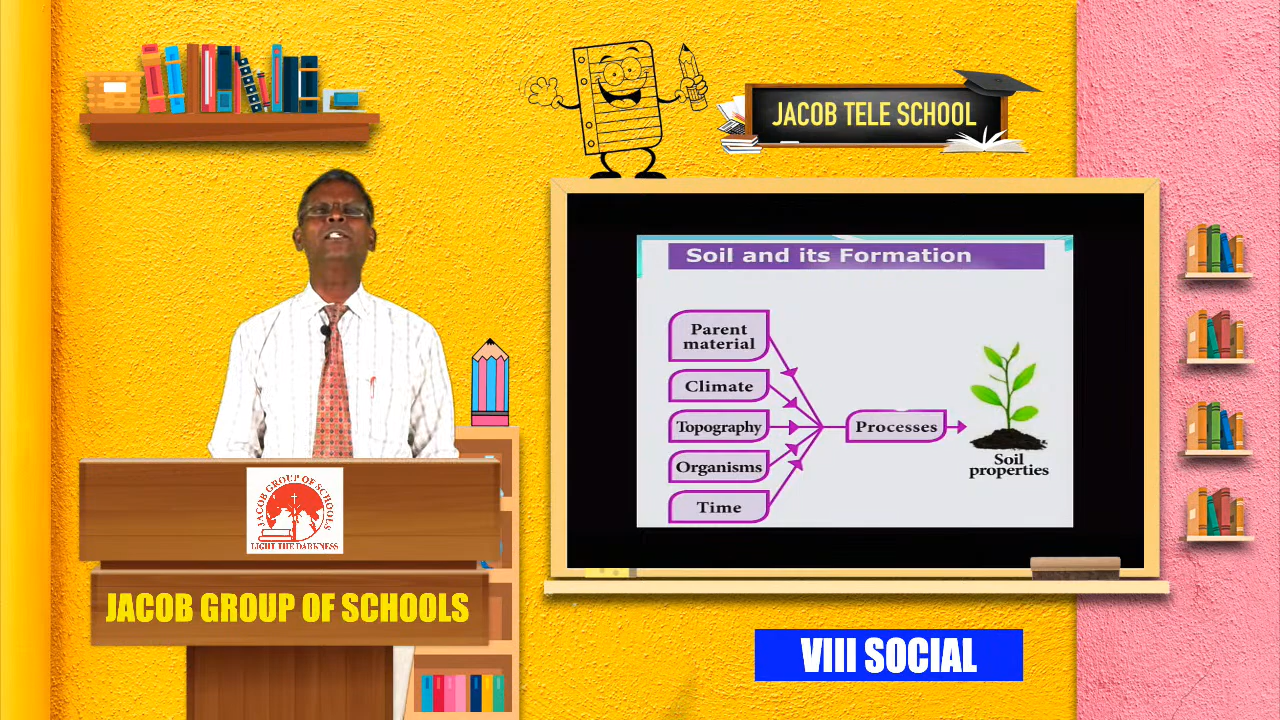 JACOB TELE SCHOOL
Soil and its Formation
Parent
material
Climate
Topography
Organisms
Time
Processes
Soil
properties
JACOB GROUP OF SCHOOLS
LIGHT THE DARKNESS
JACOB GROUP OF SCHOOLS
VIII SOCIAL